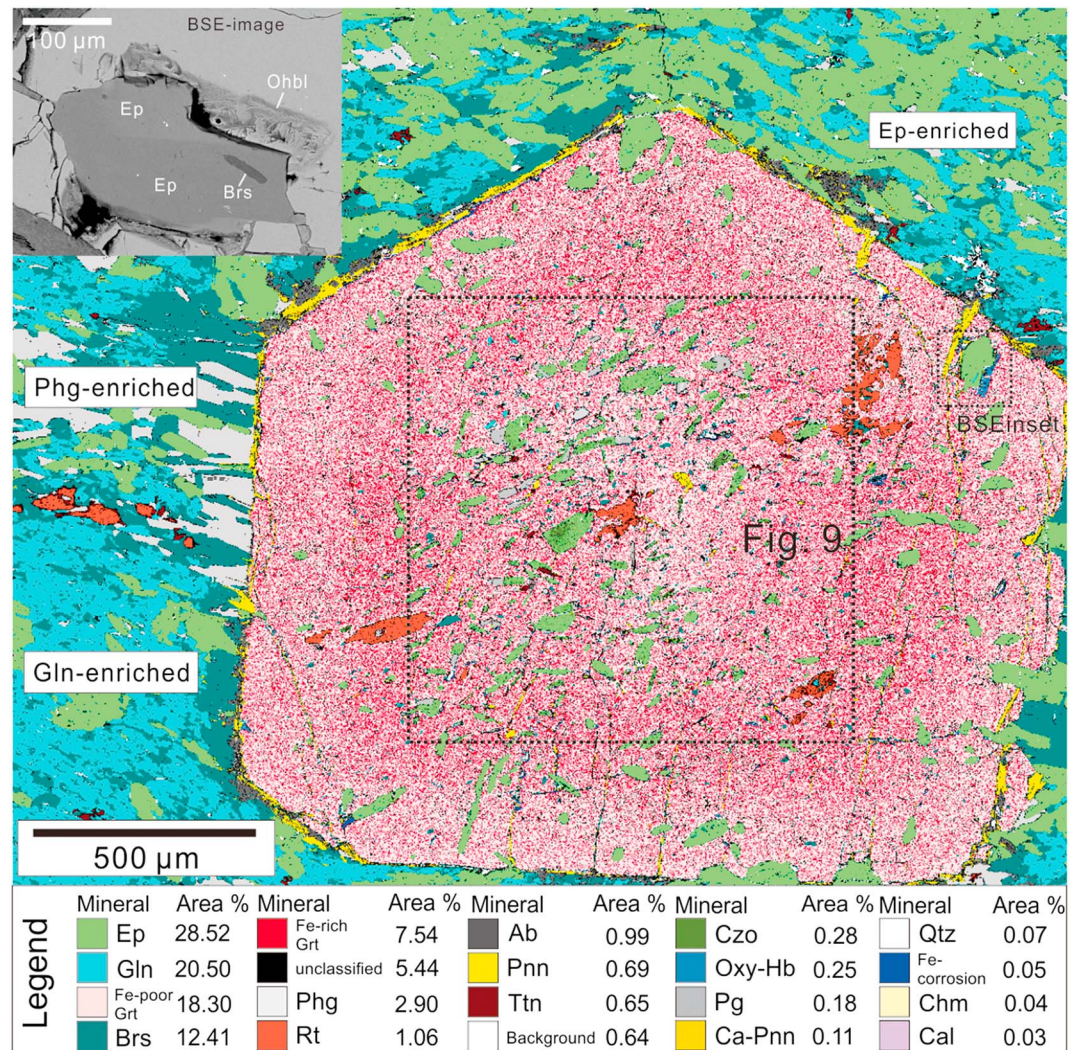 100 µm
BSE-image
Ohbl
Ep
Ep
Brs
Ep-enriched
Phg-enriched
BSEinset
Fig. 9
Gln-enriched
500 µm
Legend
Mineral Area % Mineral Area % Mineral Area % Mineral Area % Mineral Area %
Ep 28.52 Fe-rich Grt 7.54 Ab 0.99 Czo 0.28 Qtz 0.07
Gln 20.50 unclassified 5.44 Pnn 0.69 Oxy-Hb 0.25 Fe-corrosion 0.05
Fe-poor Grt 18.30 Phg 2.90 Ttn 0.65 Pg 0.18 Chm 0.04
Brs 12.41 Rt 1.06 Background 0.64 Ca-Pnn 0.11 Cal 0.03